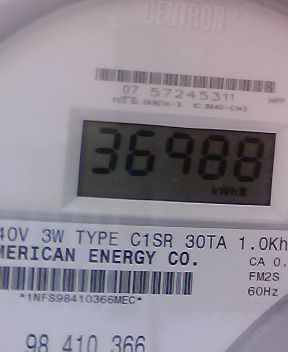 CENTRON
07 57245311
36988
kWh
40V 3W TYPE C1SR 30TA 1.0Kh
MERICAN ENERGY CO.
CA 0.
FM2S
60Hz
*1NFS98410366MEC*
98 410 366